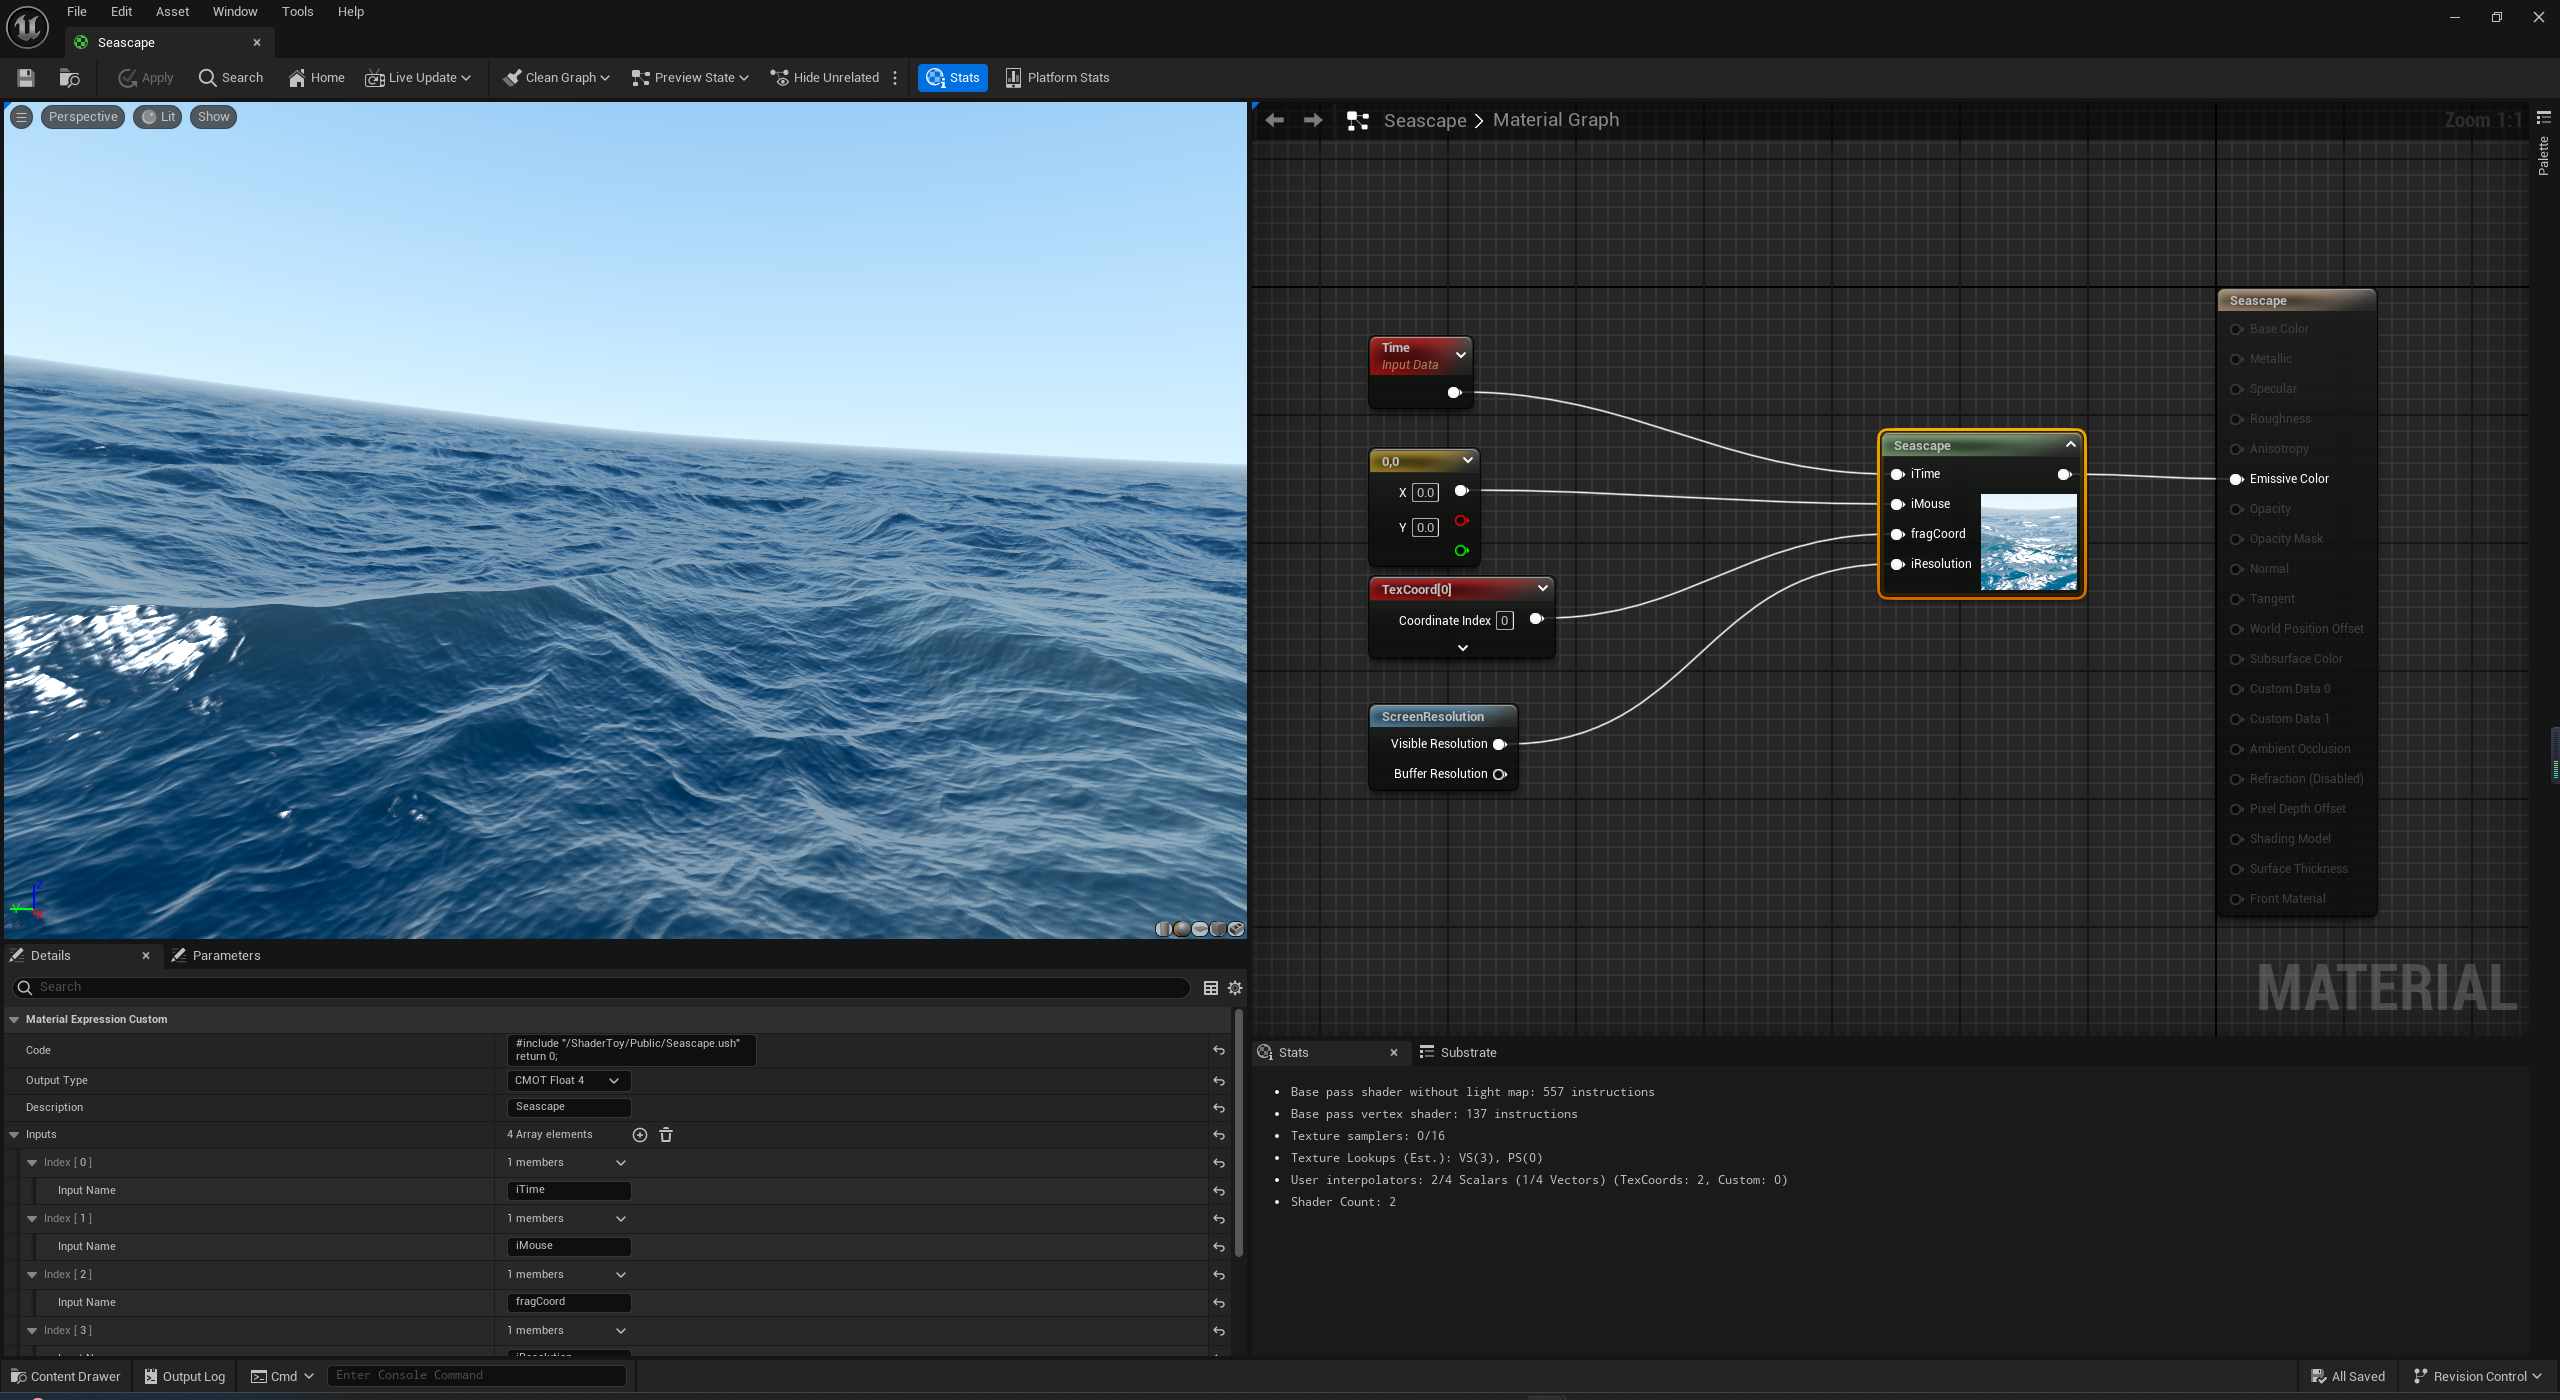 File Edit Asset Window Tools Help
Seascape
Apply Search Home Live Update Clean Graph Preview State Hide Unrelated Stats Platform Stats
Perspective Lit Show
Seascape > Material Graph
Zoom 1:1
Palette
Time
Input Data
0,0
X 0.0
Y 0.0
TexCoord[0]
Coordinate Index 0
ScreenResolution
Visible Resolution
Buffer Resolution
Seascape
iTime
iMouse
fragCoord
iResolution
Seascape
Base Color
Metallic
Specular
Roughness
Anisotropy
Emissive Color
Opacity
Opacity Mask
Normal
Tangent
World Position Offset
Subsurface Color
Custom Data 0
Custom Data 1
Ambient Occlusion
Refraction (Disabled)
Pixel Depth Offset
Shading Model
Surface Thickness
Front Material
MATERIAL
Z
Y
X
Details Parameters
Search
Material Expression Custom
Code
#include "/ShaderToy/Public/Seascape.ush"
return 0;
Output Type CMOT Float 4
Description Seascape
Inputs 4 Array elements
Index [ 0 ] 1 members
Input Name iTime
Index [ 1 ] 1 members
Input Name iMouse
Index [ 2 ] 1 members
Input Name fragCoord
Index [ 3 ] 1 members
Stats Substrate
• Base pass shader without light map: 557 instructions
• Base pass vertex shader: 137 instructions
• Texture samplers: 0/16
• Texture Lookups (Est.): VS(3), PS(0)
• User interpolators: 2/4 Scalars (1/4 Vectors) (TexCoords: 2, Custom: 0)
• Shader Count: 2
Content Drawer Output Log Cmd Enter Console Command All Saved Revision Control